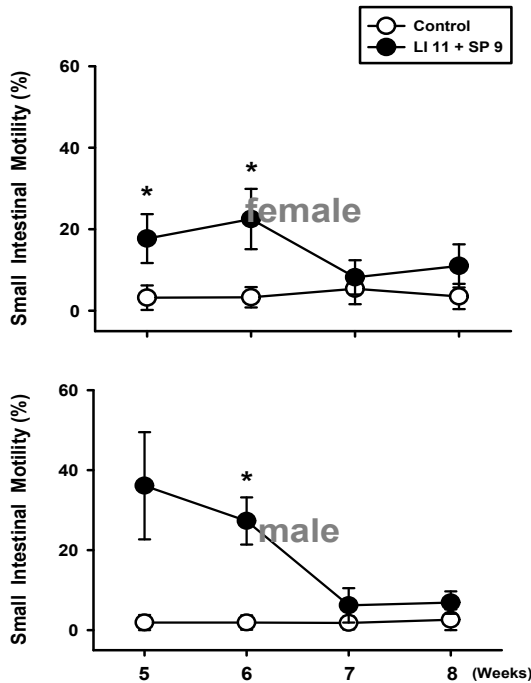 Control
LI 11 + SP 9
Small Intestinal Motility (%)
60
40
20
0
*
*
female
Small Intestinal Motility (%)
60
40
20
0
*
male
5 6 7 8 (Weeks)